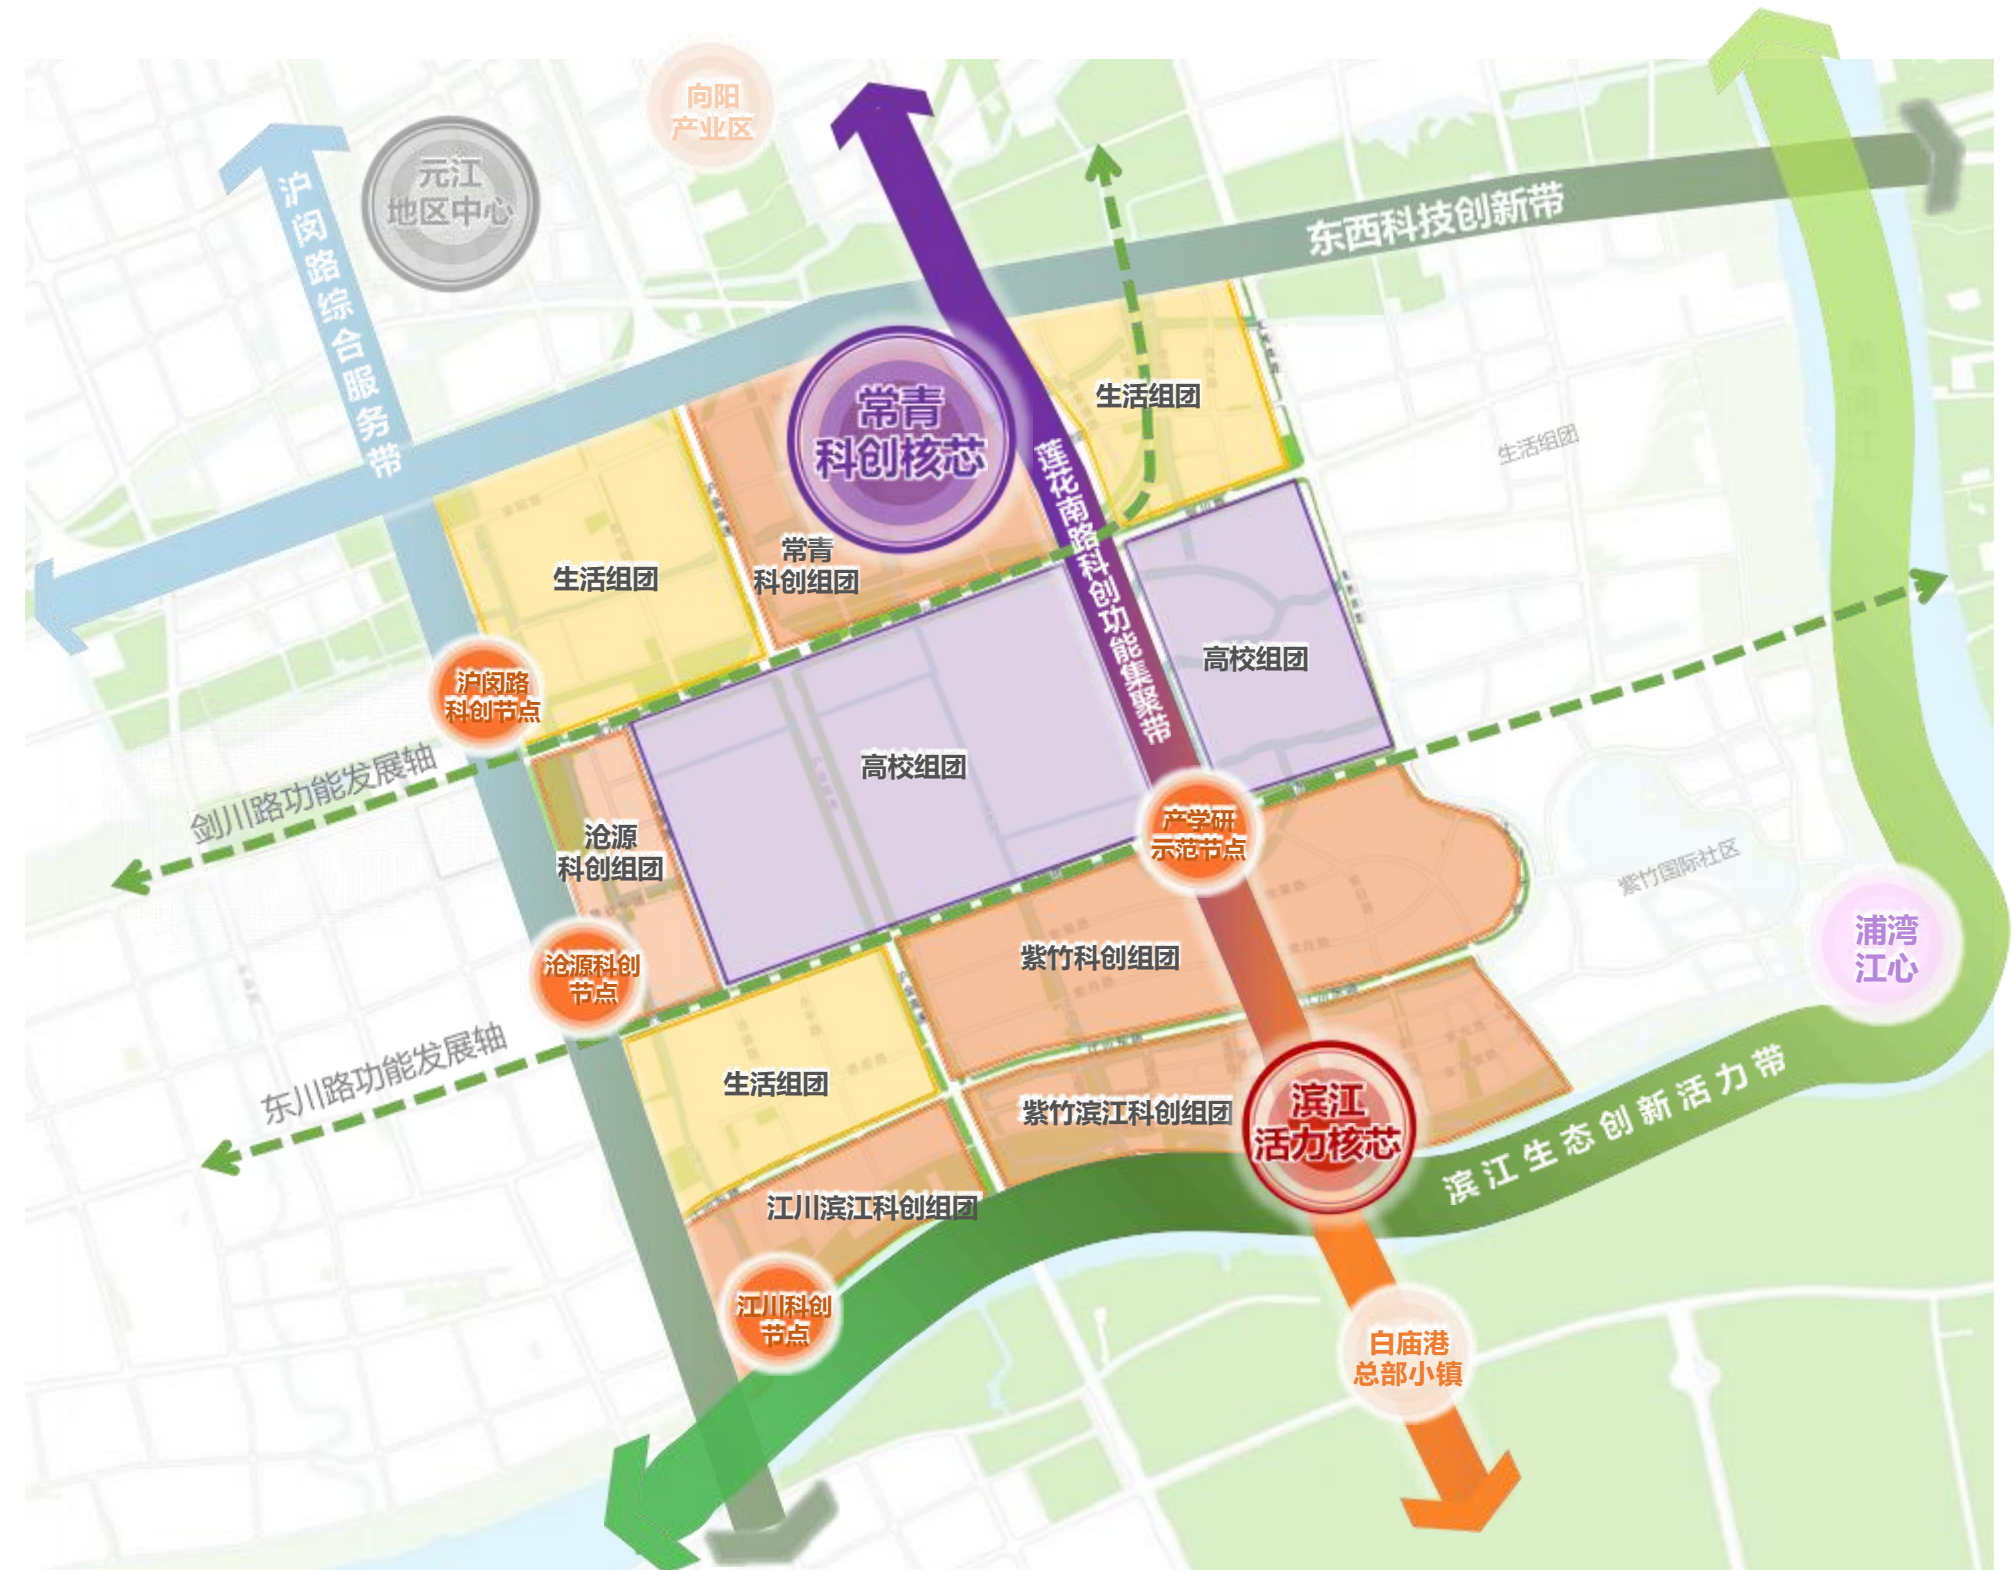 向阳
产业区
元江
地区中心
沪闵路综合服务带
东西科技创新带
常青
科创核芯
生活组团
莲花南路科创功能集聚带
生活组团
常青
科创组团
生活组团
高校组团
沪闵路
科创节点
剑川路功能发展轴
高校组团
沧源
科创组团
产学研
示范节点
紫竹国际社区
浦湾
江心
紫竹科创组团
沧源科创
节点
东川路功能发展轴
生活组团
紫竹滨江科创组团
滨江
活力核芯
滨江生态创新活力带
江川滨江科创组团
江川科创
节点
白庙港
总部小镇